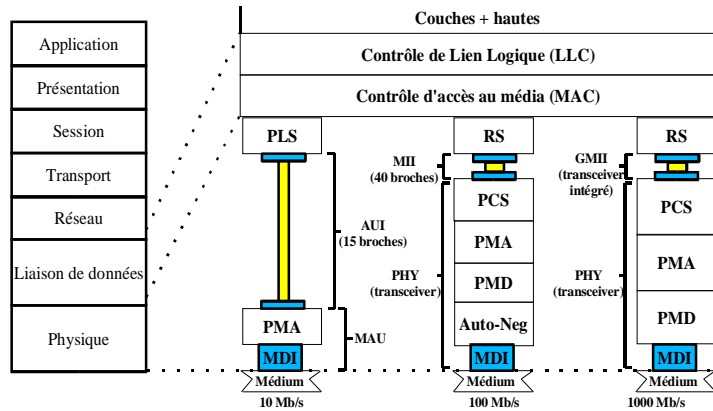 Couches + hautes
Application
Présentation
Session
Transport
Réseau
Liaison de données
Physique
Contrôle de Lien Logique (LLC)
Contrôle d'accès au média (MAC)
PLS
AUI
(15 broches)
PMA
MAU
MDI
Médium
10 Mb/s
RS
MII
(40 broches)
PCS
PMA
PMD
Auto-Neg
PHY
(transceiver)
MDI
Médium
100 Mb/s
RS
GMII
(transceiver
intégré)
PCS
PMA
PMD
PHY
(transceiver)
MDI
Médium
1000 Mb/s